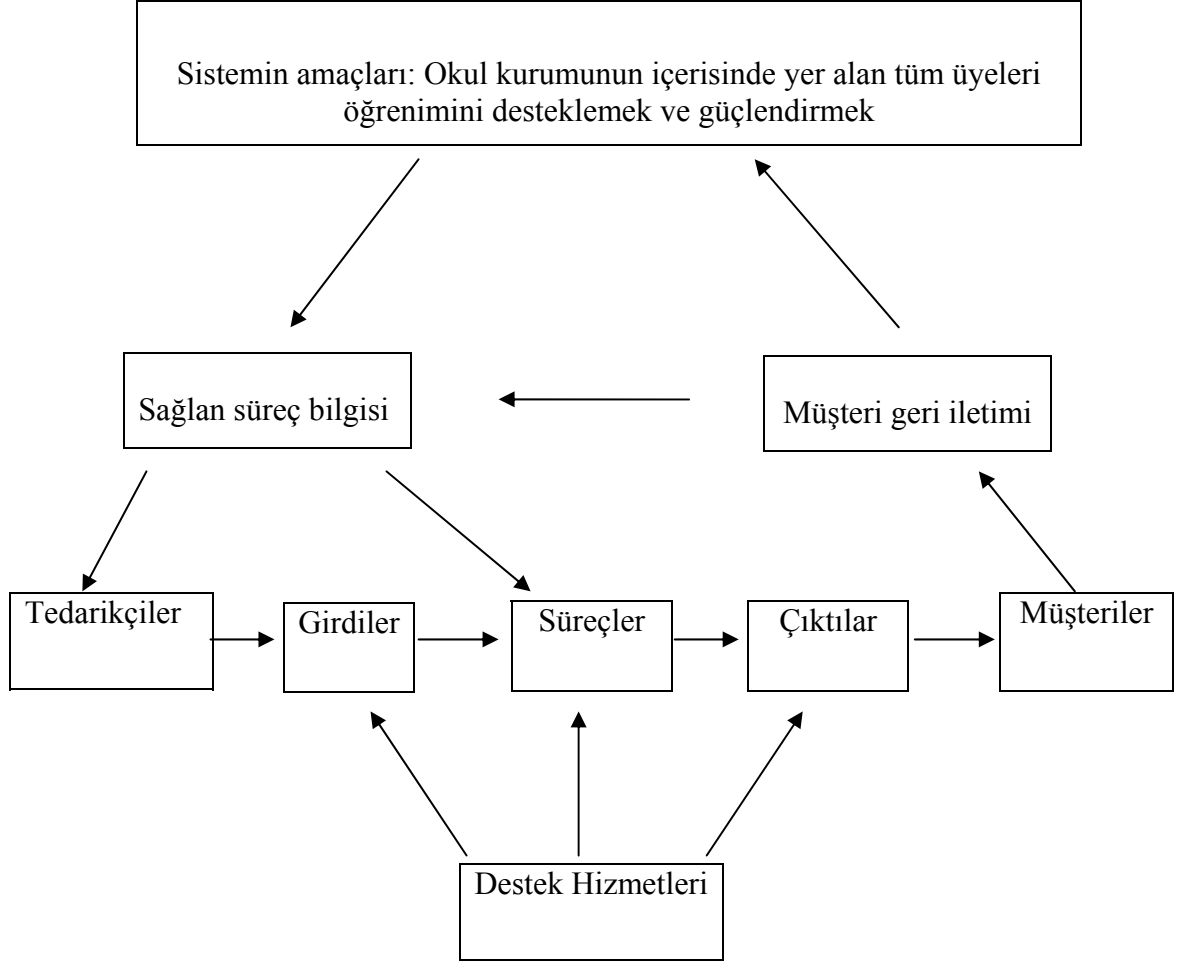 Sistemin amaçları: Okul kurumunun içerisinde yer alan tüm üyeleri
öğrenimini desteklemek ve güçlendirmek
Sağlan süreç bilgisi
Müşteri geri iletimi
Tedarikçiler
Girdiler
Süreçler
Çıktılar
Müşteriler
Destek Hizmetleri